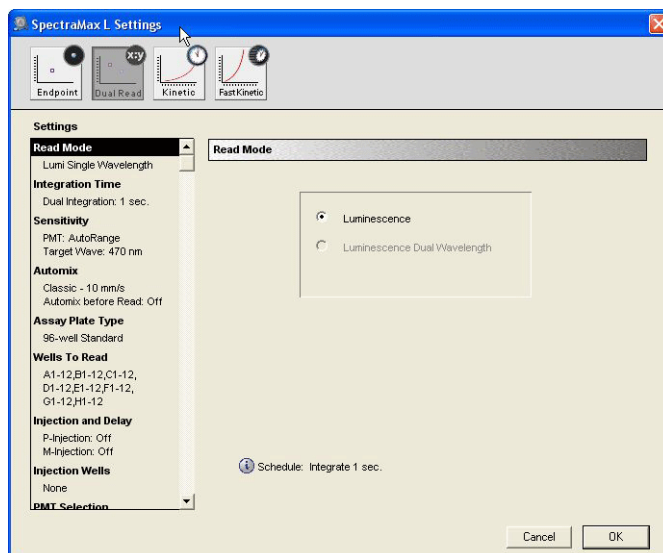 SpectraMax L Settings
x:y
Endpoint
Dual Read
Kinetic
Fast Kinetic
Settings
Read Mode
Lumi Single Wavelength
Integration Time
Dual Integration: 1 sec.
Sensitivity
PMT: AutoRange
Target Wave: 470 nm
Automix
Classic - 10 mm/s
Automix before Read: Off
Assay Plate Type
96-well Standard
Wells To Read
A1-12,B1-12,C1-12,
D1-12,E1-12,F1-12,
G1-12,H1-12
Injection and Delay
P-Injection: Off
M-Injection: Off
Injection Wells
None
PMT Selection
Read Mode
Luminescence
Luminescence Dual Wavelength
Schedule: Integrate 1 sec.
Cancel
OK